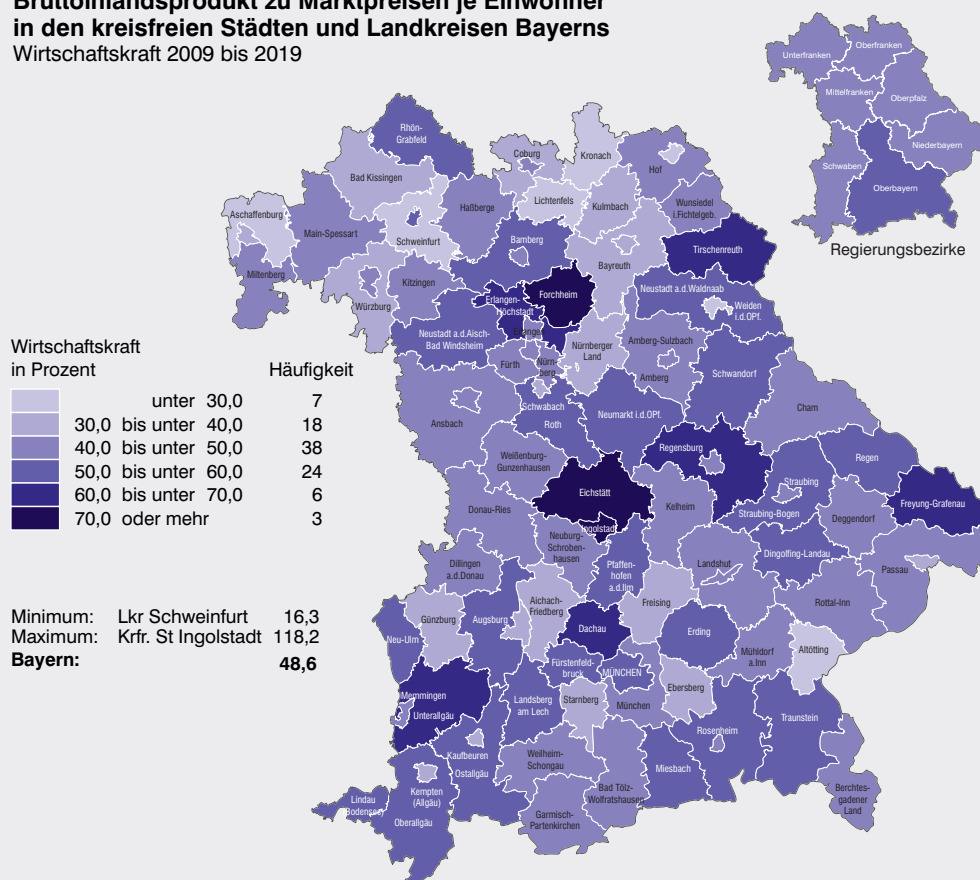 Bruttoinlandsprodukt zu Marktpreisen je Einwohner
in den kreisfreien Städten und Landkreisen Bayerns
Wirtschaftskraft 2009 bis 2019
Unterfranken
Oberfranken
Mittelfranken
Oberpfalz
Niederbayern
Schwaben
Oberbayern
Regierungsbezirke
Rhön-
Grabfeld
Coburg
Kronach
Hof
Bad Kissingen
Lichtenfels
Kulmbach
Wunsiedel
i.Fichtelgeb.
Aschaffenburg
Haßberge
Main-Spessart
Schweinfurt
Bamberg
Tirschenreuth
Bayreuth
Miltenberg
Kitzingen
Neustadt a.d.Waldnaab
Forchheim
Erlangen-
Höchstadt
Würzburg
Weiden
i.d.OPf.
Neustadt a.d.Aisch-
Bad Windsheim
Erlangen
Nürnberger
Land
Amberg-Sulzbach
Fürth
Nürn-
berg
Amberg
Schwandorf
Schwabach
Roth
Neumarkt i.d.OPf.
Cham
Ansbach
Regensburg
Weißenburg-
Gunzenhausen
Regen
Straubing
Eichstätt
Freyung-Grafenau
Donau-Ries
Kelheim
Straubing-Bogen
Deggendorf
Ingolstadt
Neuburg-
Schroben-
hausen
Dingolfing-Landau
Dillingen
a.d.Donau
Pfaffen-
hofen
a.d.Ilm
Landshut
Passau
Aichach-
Friedberg
Freising
Rottal-Inn
Günzburg
Augsburg
Dachau
Erding
Neu-Ulm
Mühldorf
a.Inn
Altötting
Fürstenfeld-
bruck
MÜNCHEN
Ebersberg
Memmingen
Unterallgäu
Landsberg
am Lech
Starnberg
München
Traunstein
Rosenheim
Kaufbeuren
Ostallgäu
Weilheim-
Schongau
Miesbach
Kempten
(Allgäu)
Bad Tölz-
Wolfratshausen
Berchtes-
gadener
Land
Lindau
(Bodensee)
Oberallgäu
Garmisch-
Partenkirchen
Wirtschaftskraft
in Prozent Häufigkeit
unter 30,0 7
30,0 bis unter 40,0 18
40,0 bis unter 50,0 38
50,0 bis unter 60,0 24
60,0 bis unter 70,0 6
70,0 oder mehr 3
Minimum: Lkr Schweinfurt 16,3
Maximum: Krfr. St Ingolstadt 118,2
Bayern: 48,6